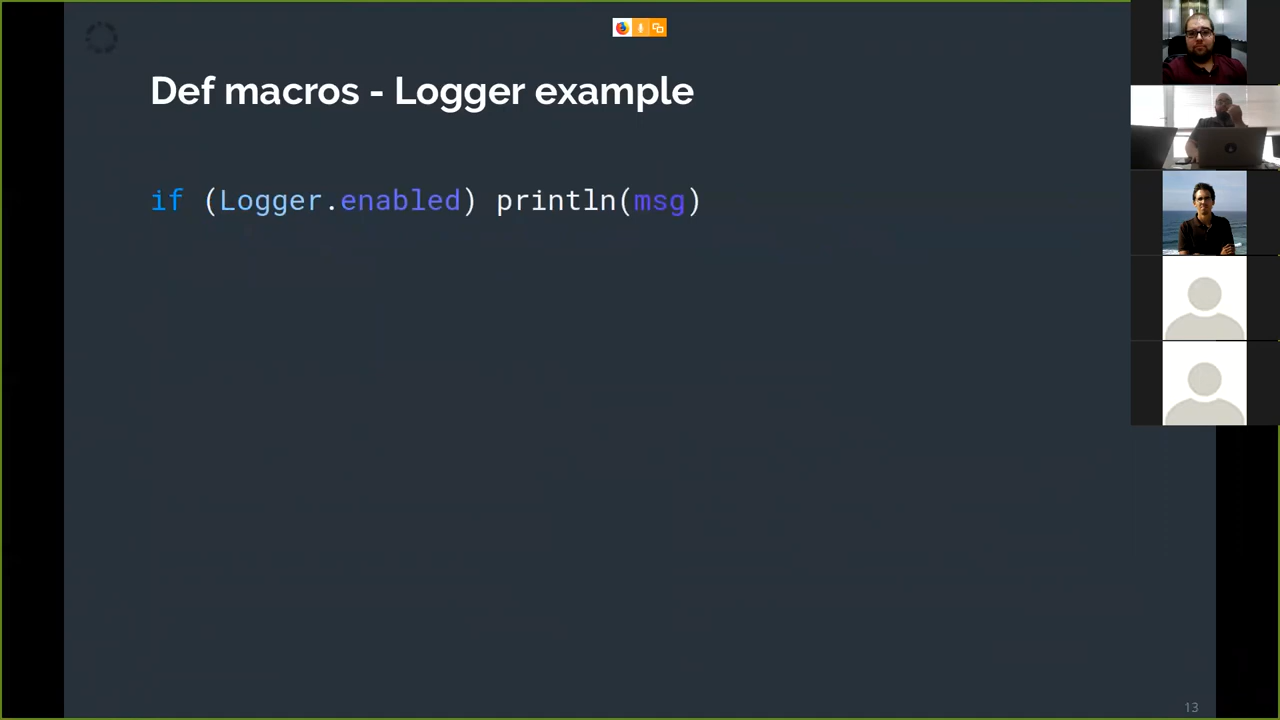 Def macros - Logger example
if (Logger.enabled) println(msg)
13